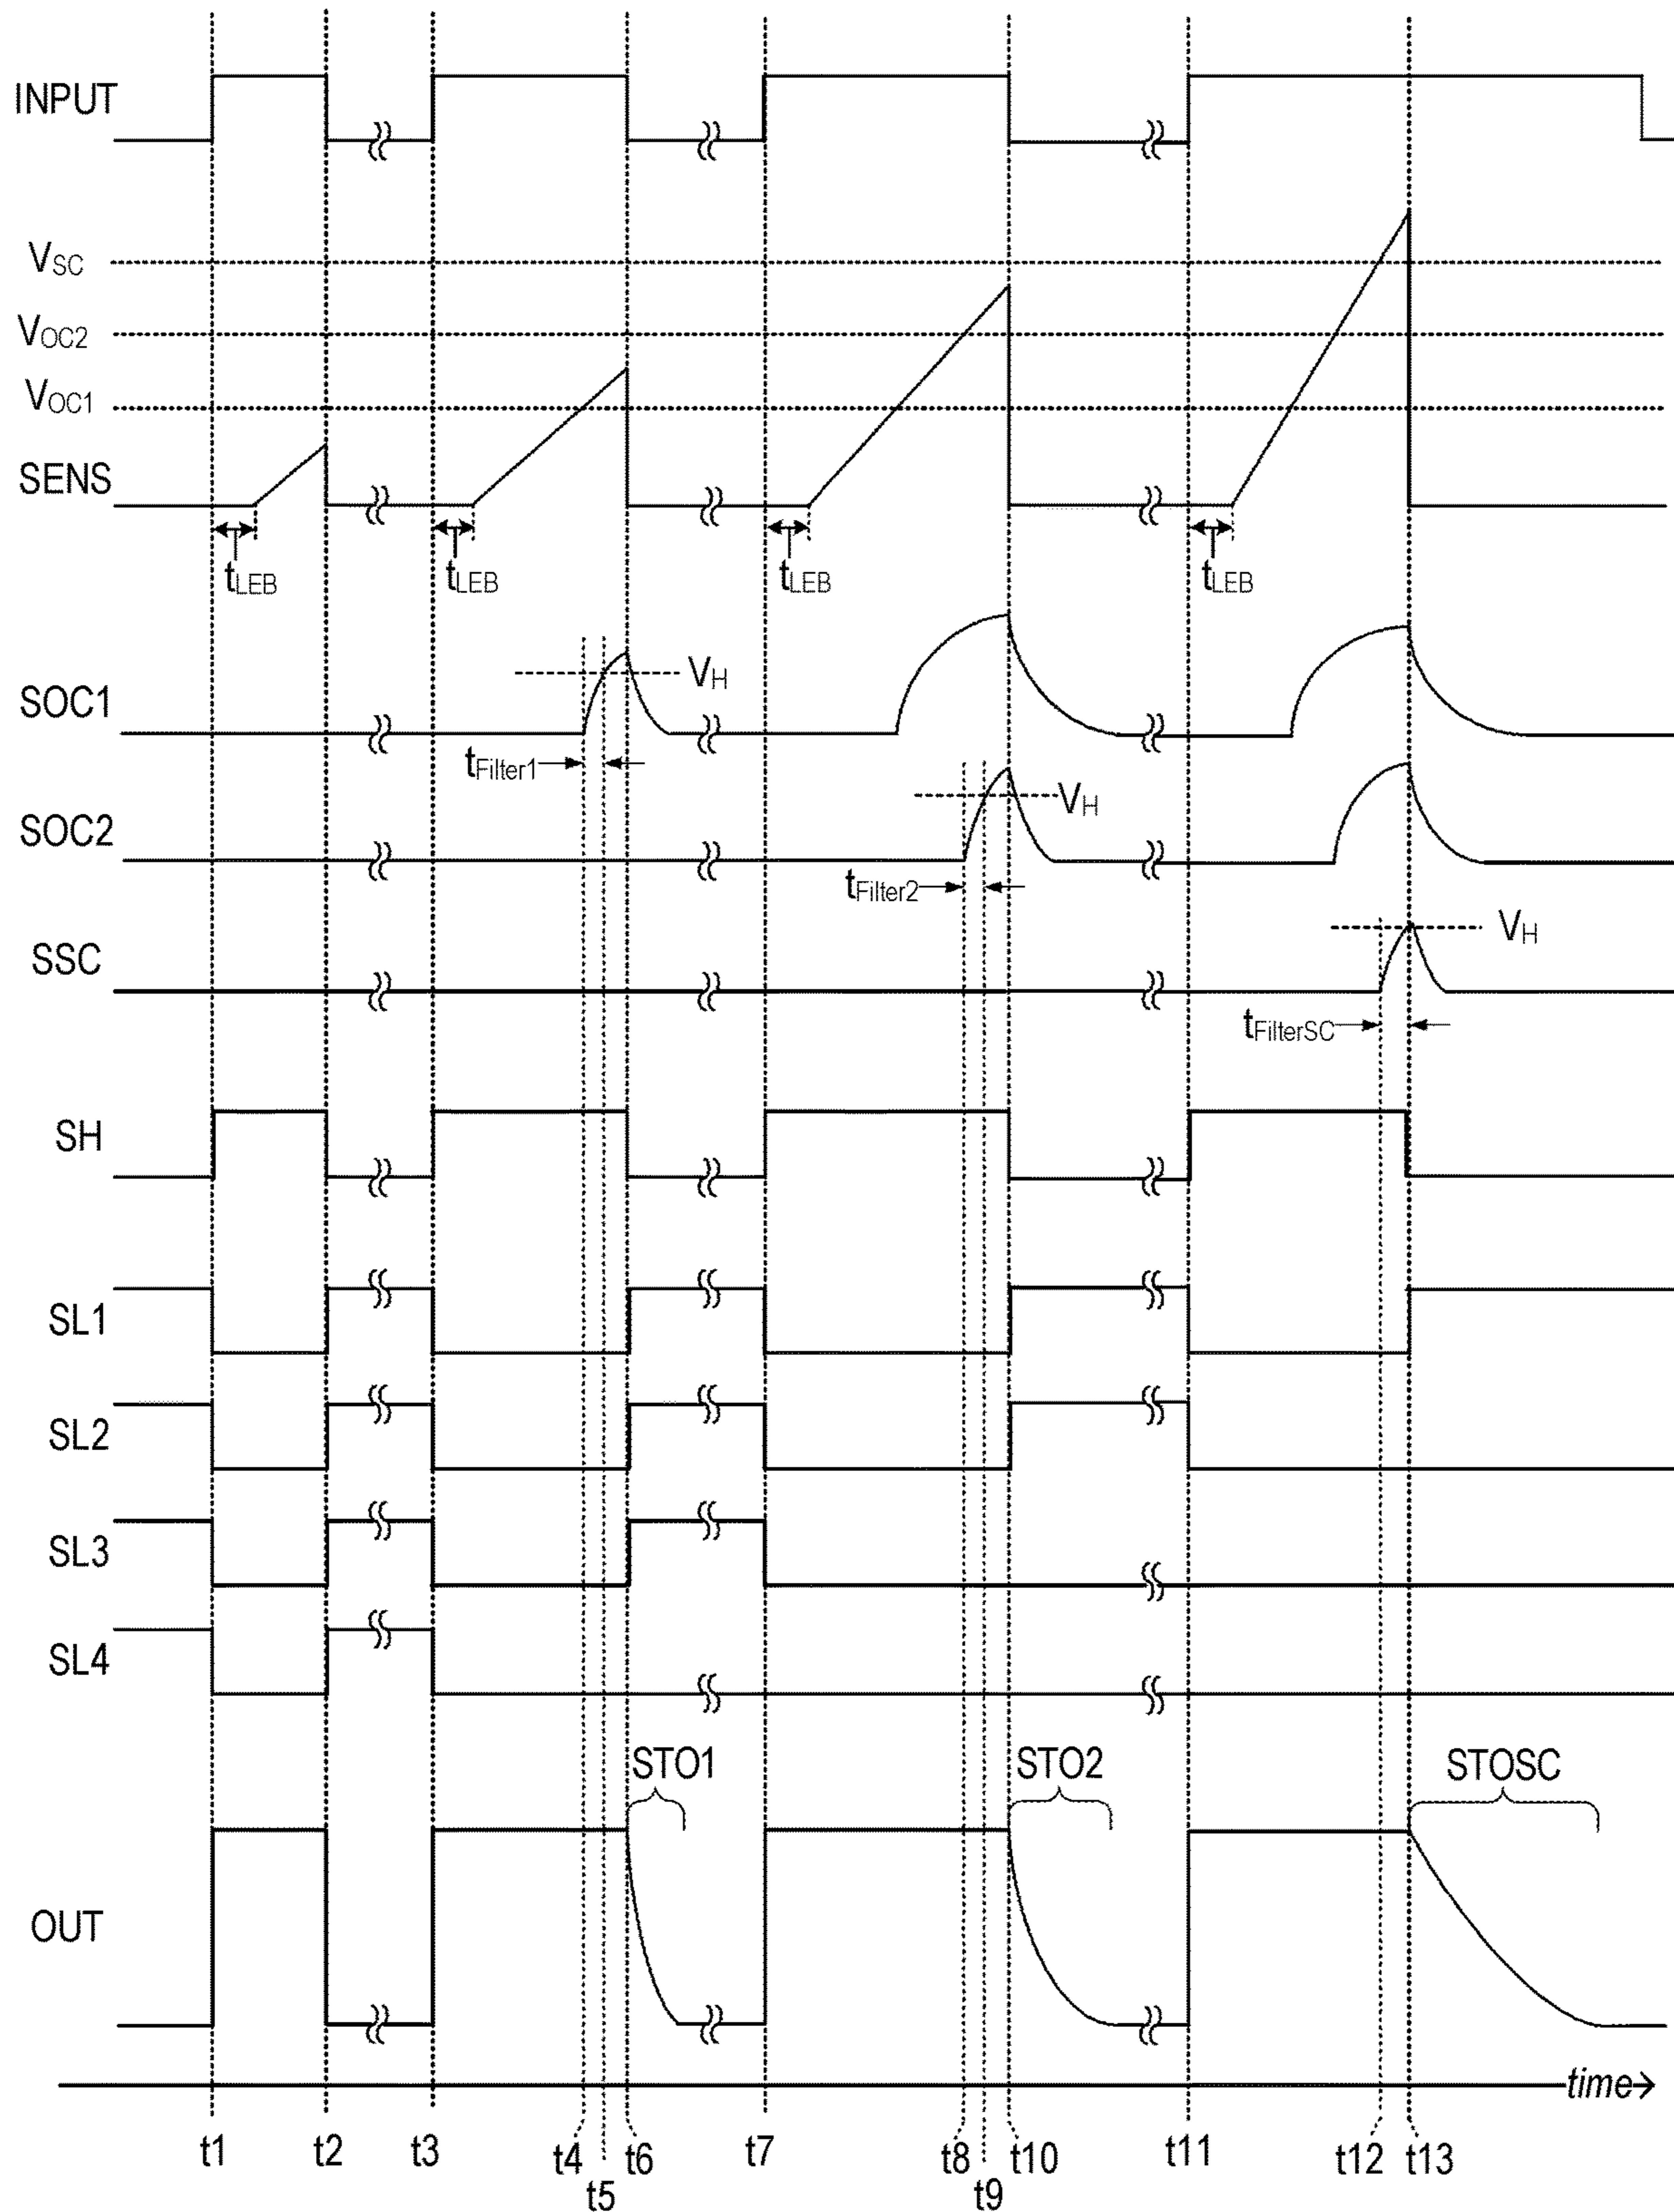 INPUT
VSC
VOC2
VOC1
SENS
tLEB tLEB tLEB tLEB
SOC1 VH
tFilter1
SOC2 VH
tFilter2
SSC VH
tFilterSC
SH
SL1
SL2
SL3
SL4
STO1 STO2 STOSC
OUT
time
t1 t2 t3 t4 t6 t7 t8 t10 t11 t12 t13
t5 t9